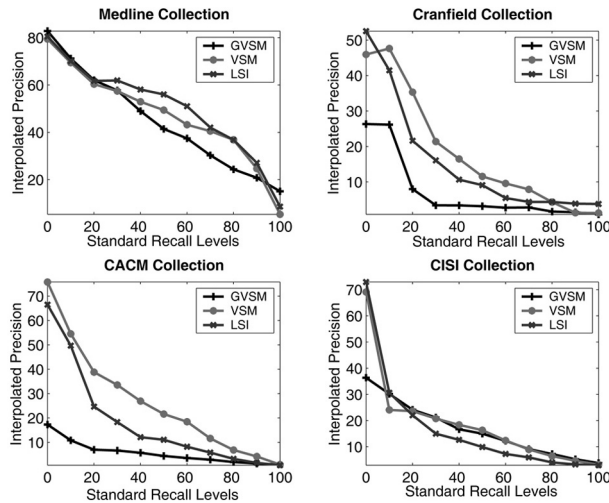 Medline Collection
80
60
40
20
0 20 40 60 80 100
Interpolated Precision
Standard Recall Levels
GVSM
VSM
LSI
Cranfield Collection
50
40
30
20
10
0 20 40 60 80 100
Interpolated Precision
Standard Recall Levels
GVSM
VSM
LSI
CACM Collection
70
60
50
40
30
20
10
0 20 40 60 80 100
Interpolated Precision
Standard Recall Levels
GVSM
VSM
LSI
CISI Collection
70
60
50
40
30
20
10
0 20 40 60 80 100
Interpolated Precision
Standard Recall Levels
GVSM
VSM
LSI